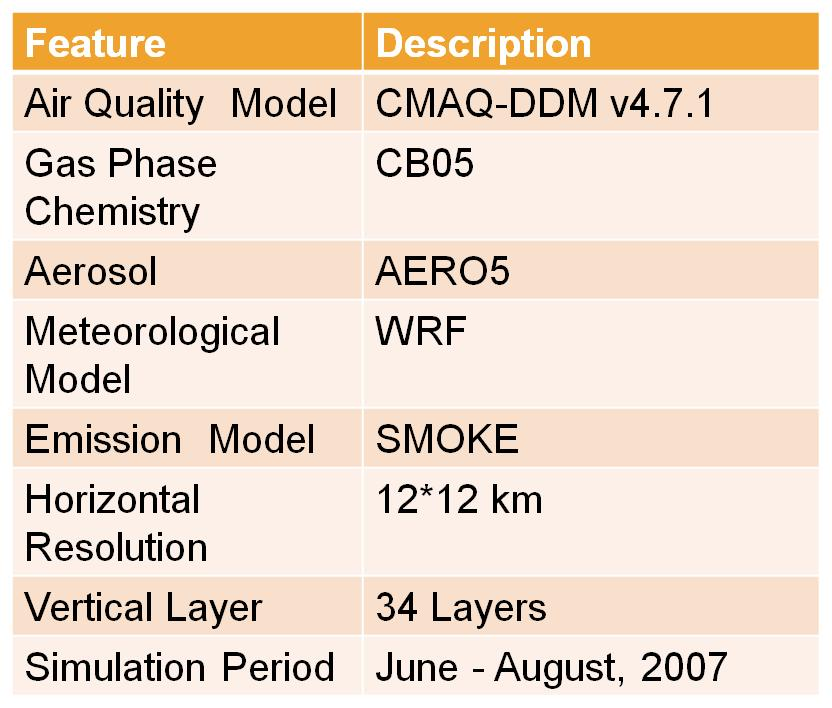 Feature Description
Air Quality Model CMAQ-DDM v4.7.1
Gas Phase CB05
Chemistry
Aerosol AERO5
Meteorological WRF
Model
Emission Model SMOKE
Horizontal 12*12 km
Resolution
Vertical Layer 34 Layers
Simulation Period June - August, 2007